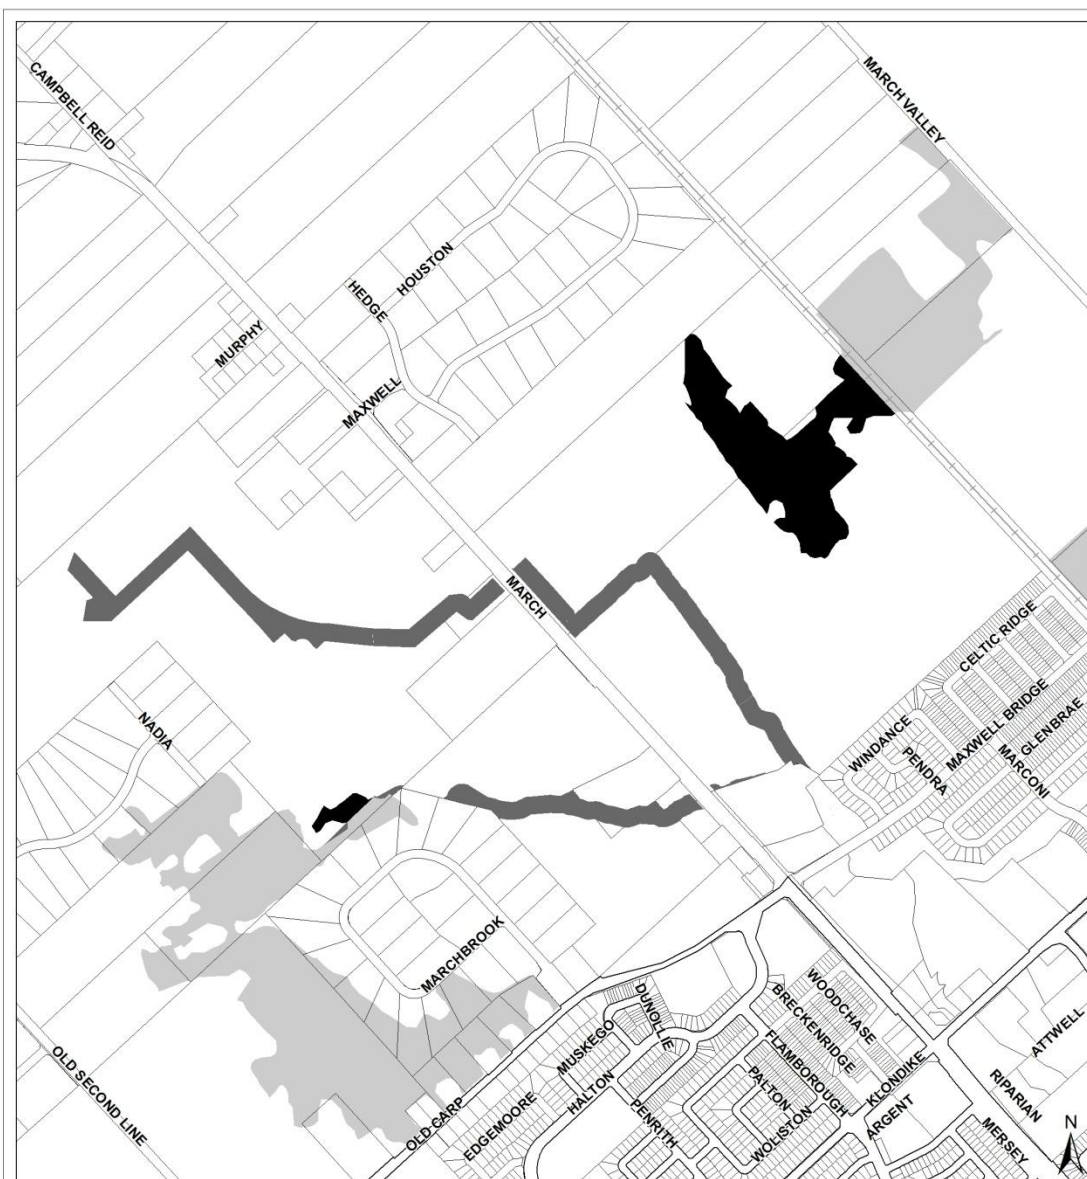 CAMPBELL REID
MARCH VALLEY
HOUSTON
HEDGE
MURPHY
MAXWELL
MARCH
CELTIC RIDGE
WINDANCE
MAXWELL BRIDGE
GLENBRAE
PENDRA
MARCONI
NADIA
MARCHBROOK
DUNOLLIE
WOODCHASE
BRECKENRIDGE
MUSKEGO
FLAMBOROUGH
ATTWELL
OLD SECOND LINE
HALTON
PALTON
KLONDIKE
RIPARIAN
OLD CARP
EDGEMOORE
PENRITH
WOLISTON
ARGENT
MERSEY
N